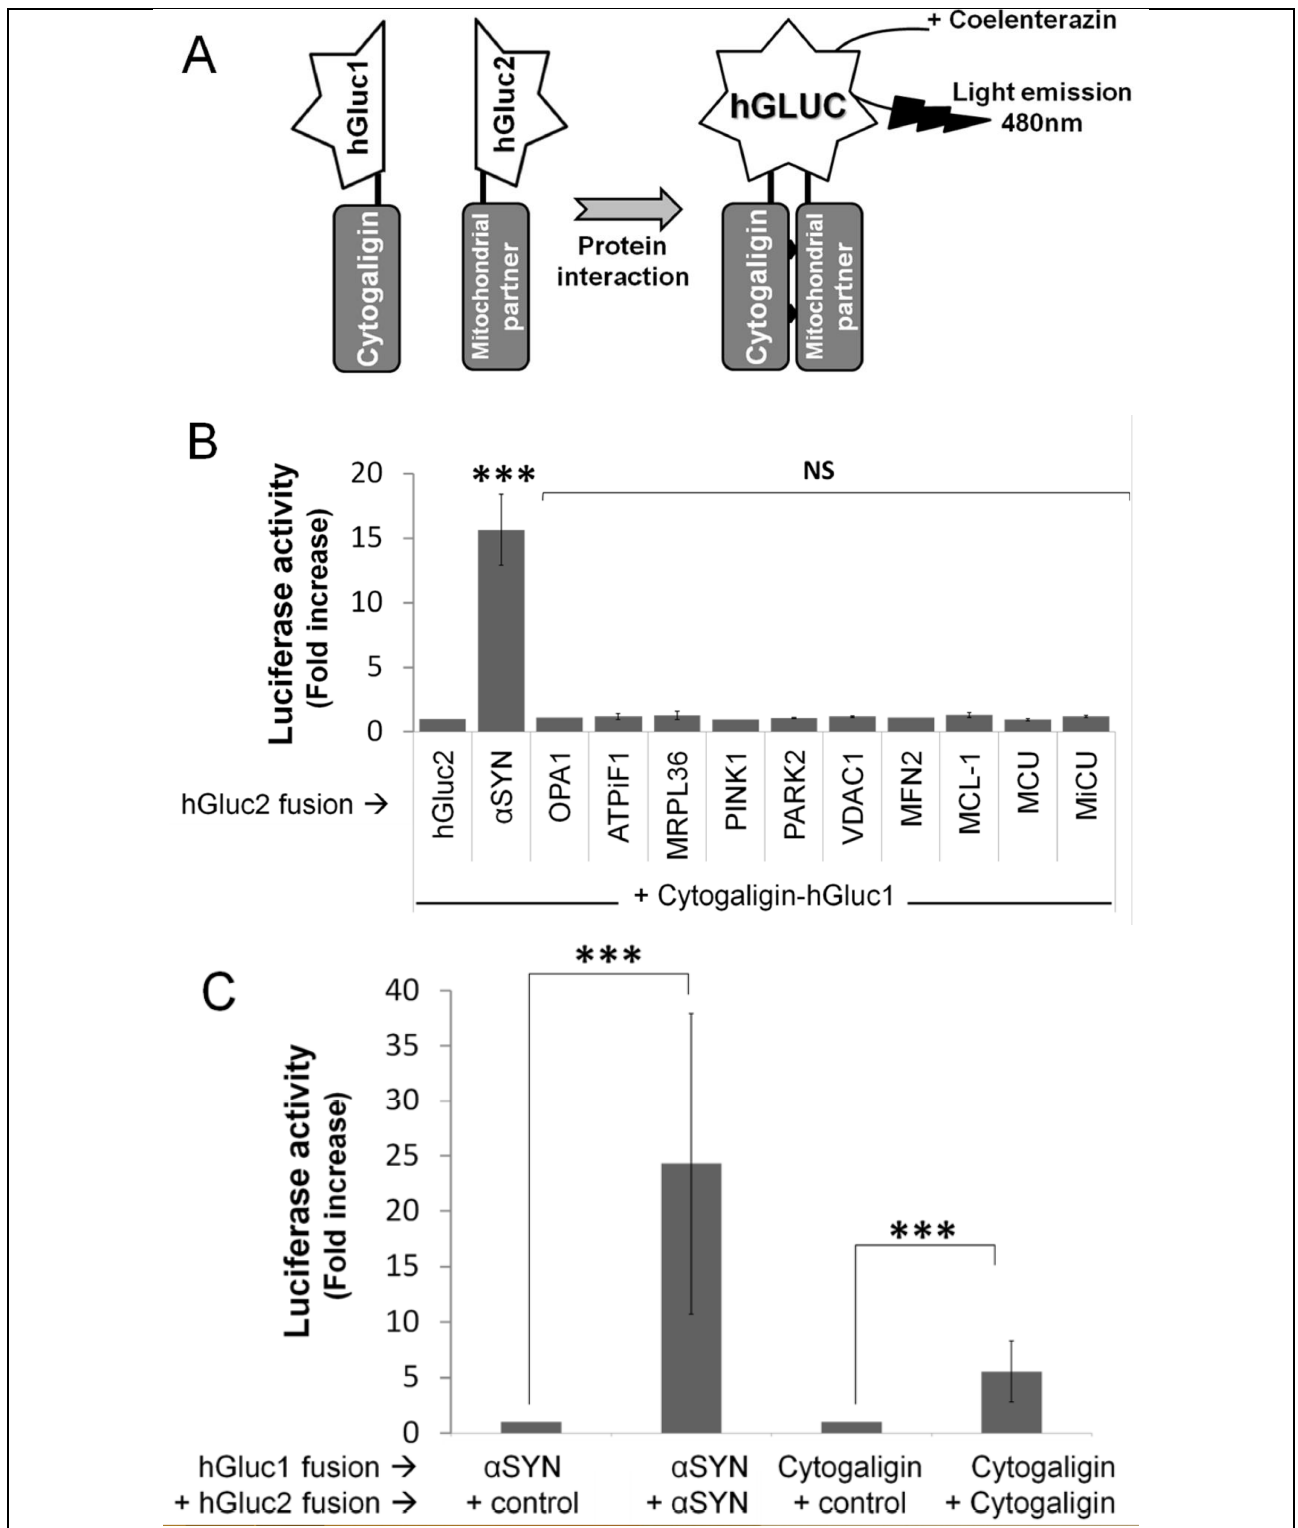 A
hGluc1
hGluc2
hGLUC
+ Coelenterazin
Light emission
480nm
Cytogaligin
Mitochondrial
partner
Protein
interaction
Cytogaligin
Mitochondrial
partner
B
Luciferase activity
(Fold increase)
20
15
10
5
0
***
NS
hGluc2 fusion →
hGluc2
αSYN
OPA1
ATPiF1
MRPL36
PINK1
PARK2
VDAC1
MFN2
MCL-1
MCU
MiCU
+ Cytogaligin-hGluc1
C
Luciferase activity
(Fold increase)
40
35
30
25
20
15
10
5
0
***
***
hGluc1 fusion → αSYN αSYN Cytogaligin Cytogaligin
+ hGluc2 fusion → + control + αSYN + control + Cytogaligin